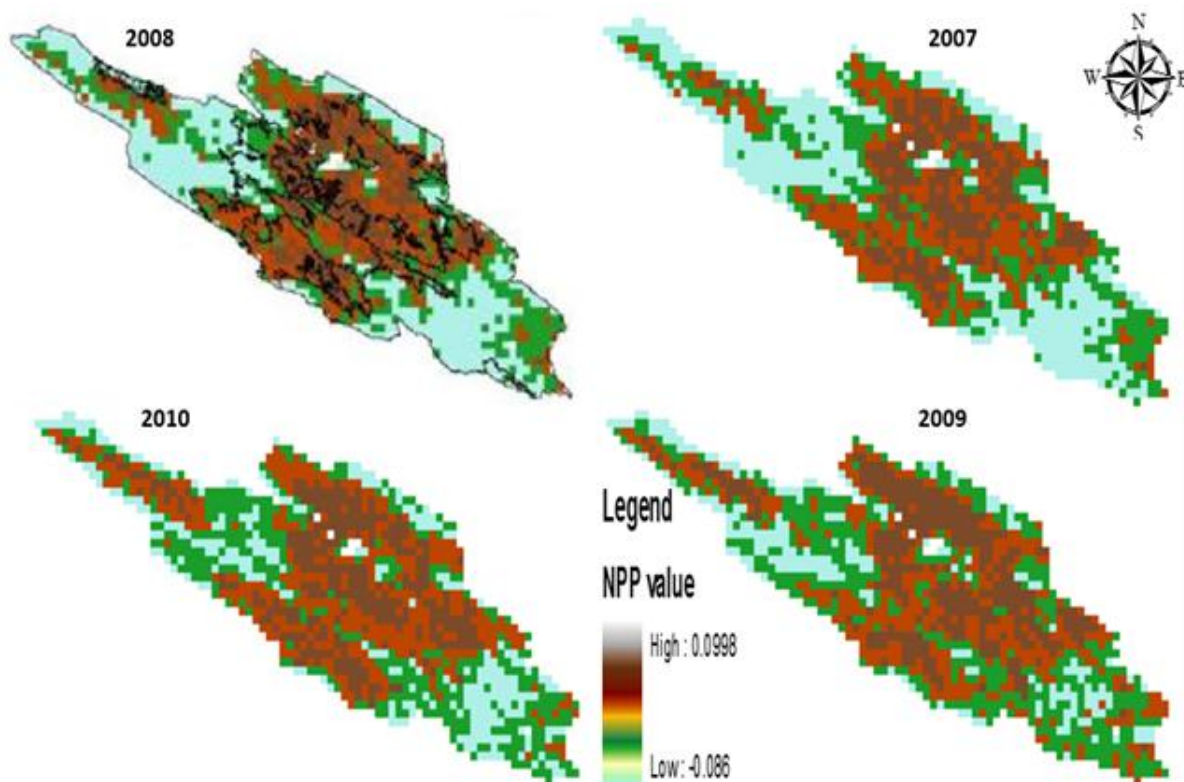 2008
2007
N
W
E
S
2010
2009
Legend
NPP value
High : 0.0998
Low : -0.086